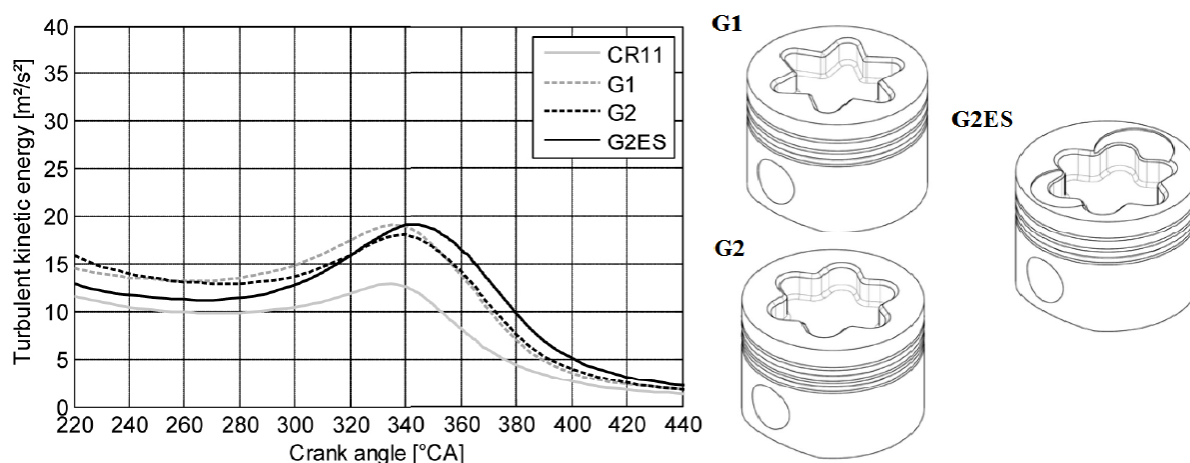 Turbulent kinetic energy [m²/s²]
40
35
30
25
20
15
10
5
0
220 240 260 280 300 320 340 360 380 400 420 440
Crank angle [°CA]
CR11
G1
G2
G2ES
G1
G2ES
G2